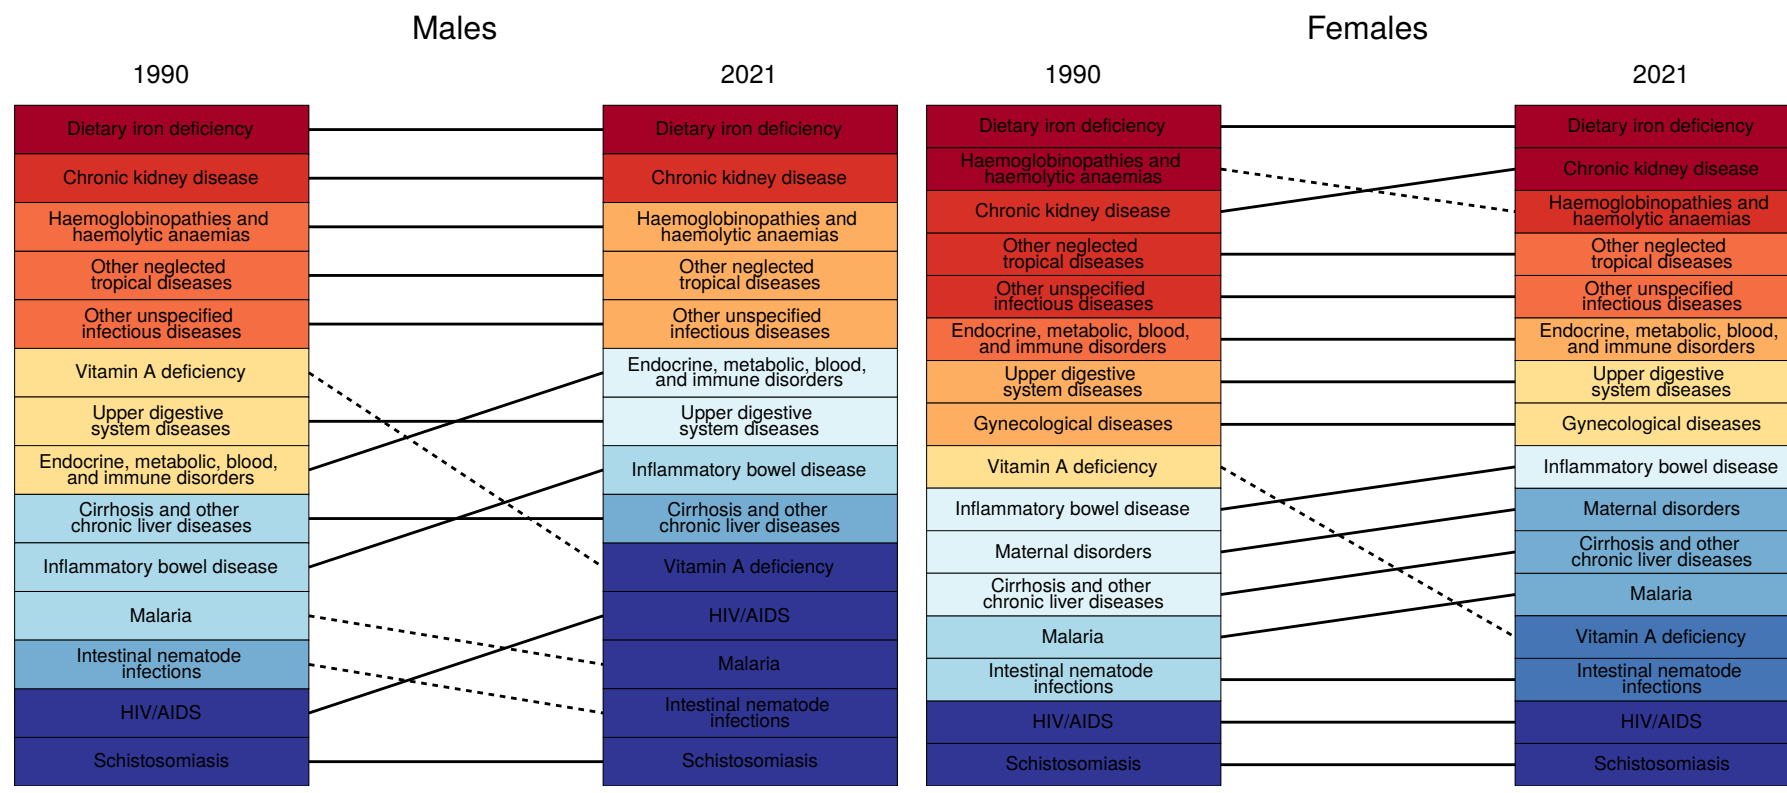 Males
1990
2021
Dietary iron deficiency
Chronic kidney disease
Haemoglobinopathies and
haemolytic anaemias
Other neglected
tropical diseases
Other unspecified
infectious diseases
Vitamin A deficiency
Upper digestive
system diseases
Endocrine, metabolic, blood,
and immune disorders
Cirrhosis and other
chronic liver diseases
Inflammatory bowel disease
Malaria
Intestinal nematode
infections
HIV/AIDS
Schistosomiasis
Dietary iron deficiency
Chronic kidney disease
Haemoglobinopathies and
haemolytic anaemias
Other neglected
tropical diseases
Other unspecified
infectious diseases
Endocrine, metabolic, blood,
and immune disorders
Upper digestive
system diseases
Inflammatory bowel disease
Cirrhosis and other
chronic liver diseases
Vitamin A deficiency
HIV/AIDS
Malaria
Intestinal nematode
infections
Schistosomiasis
Females
1990
2021
Dietary iron deficiency
Haemoglobinopathies and
haemolytic anaemias
Chronic kidney disease
Other neglected
tropical diseases
Other unspecified
infectious diseases
Endocrine, metabolic, blood,
and immune disorders
Upper digestive
system diseases
Gynecological diseases
Vitamin A deficiency
Inflammatory bowel disease
Maternal disorders
Cirrhosis and other
chronic liver diseases
Malaria
Intestinal nematode
infections
HIV/AIDS
Schistosomiasis
Dietary iron deficiency
Chronic kidney disease
Haemoglobinopathies and
haemolytic anaemias
Other neglected
tropical diseases
Other unspecified
infectious diseases
Endocrine, metabolic, blood,
and immune disorders
Upper digestive
system diseases
Gynecological diseases
Inflammatory bowel disease
Maternal disorders
Cirrhosis and other
chronic liver diseases
Malaria
Vitamin A deficiency
Intestinal nematode
infections
HIV/AIDS
Schistosomiasis